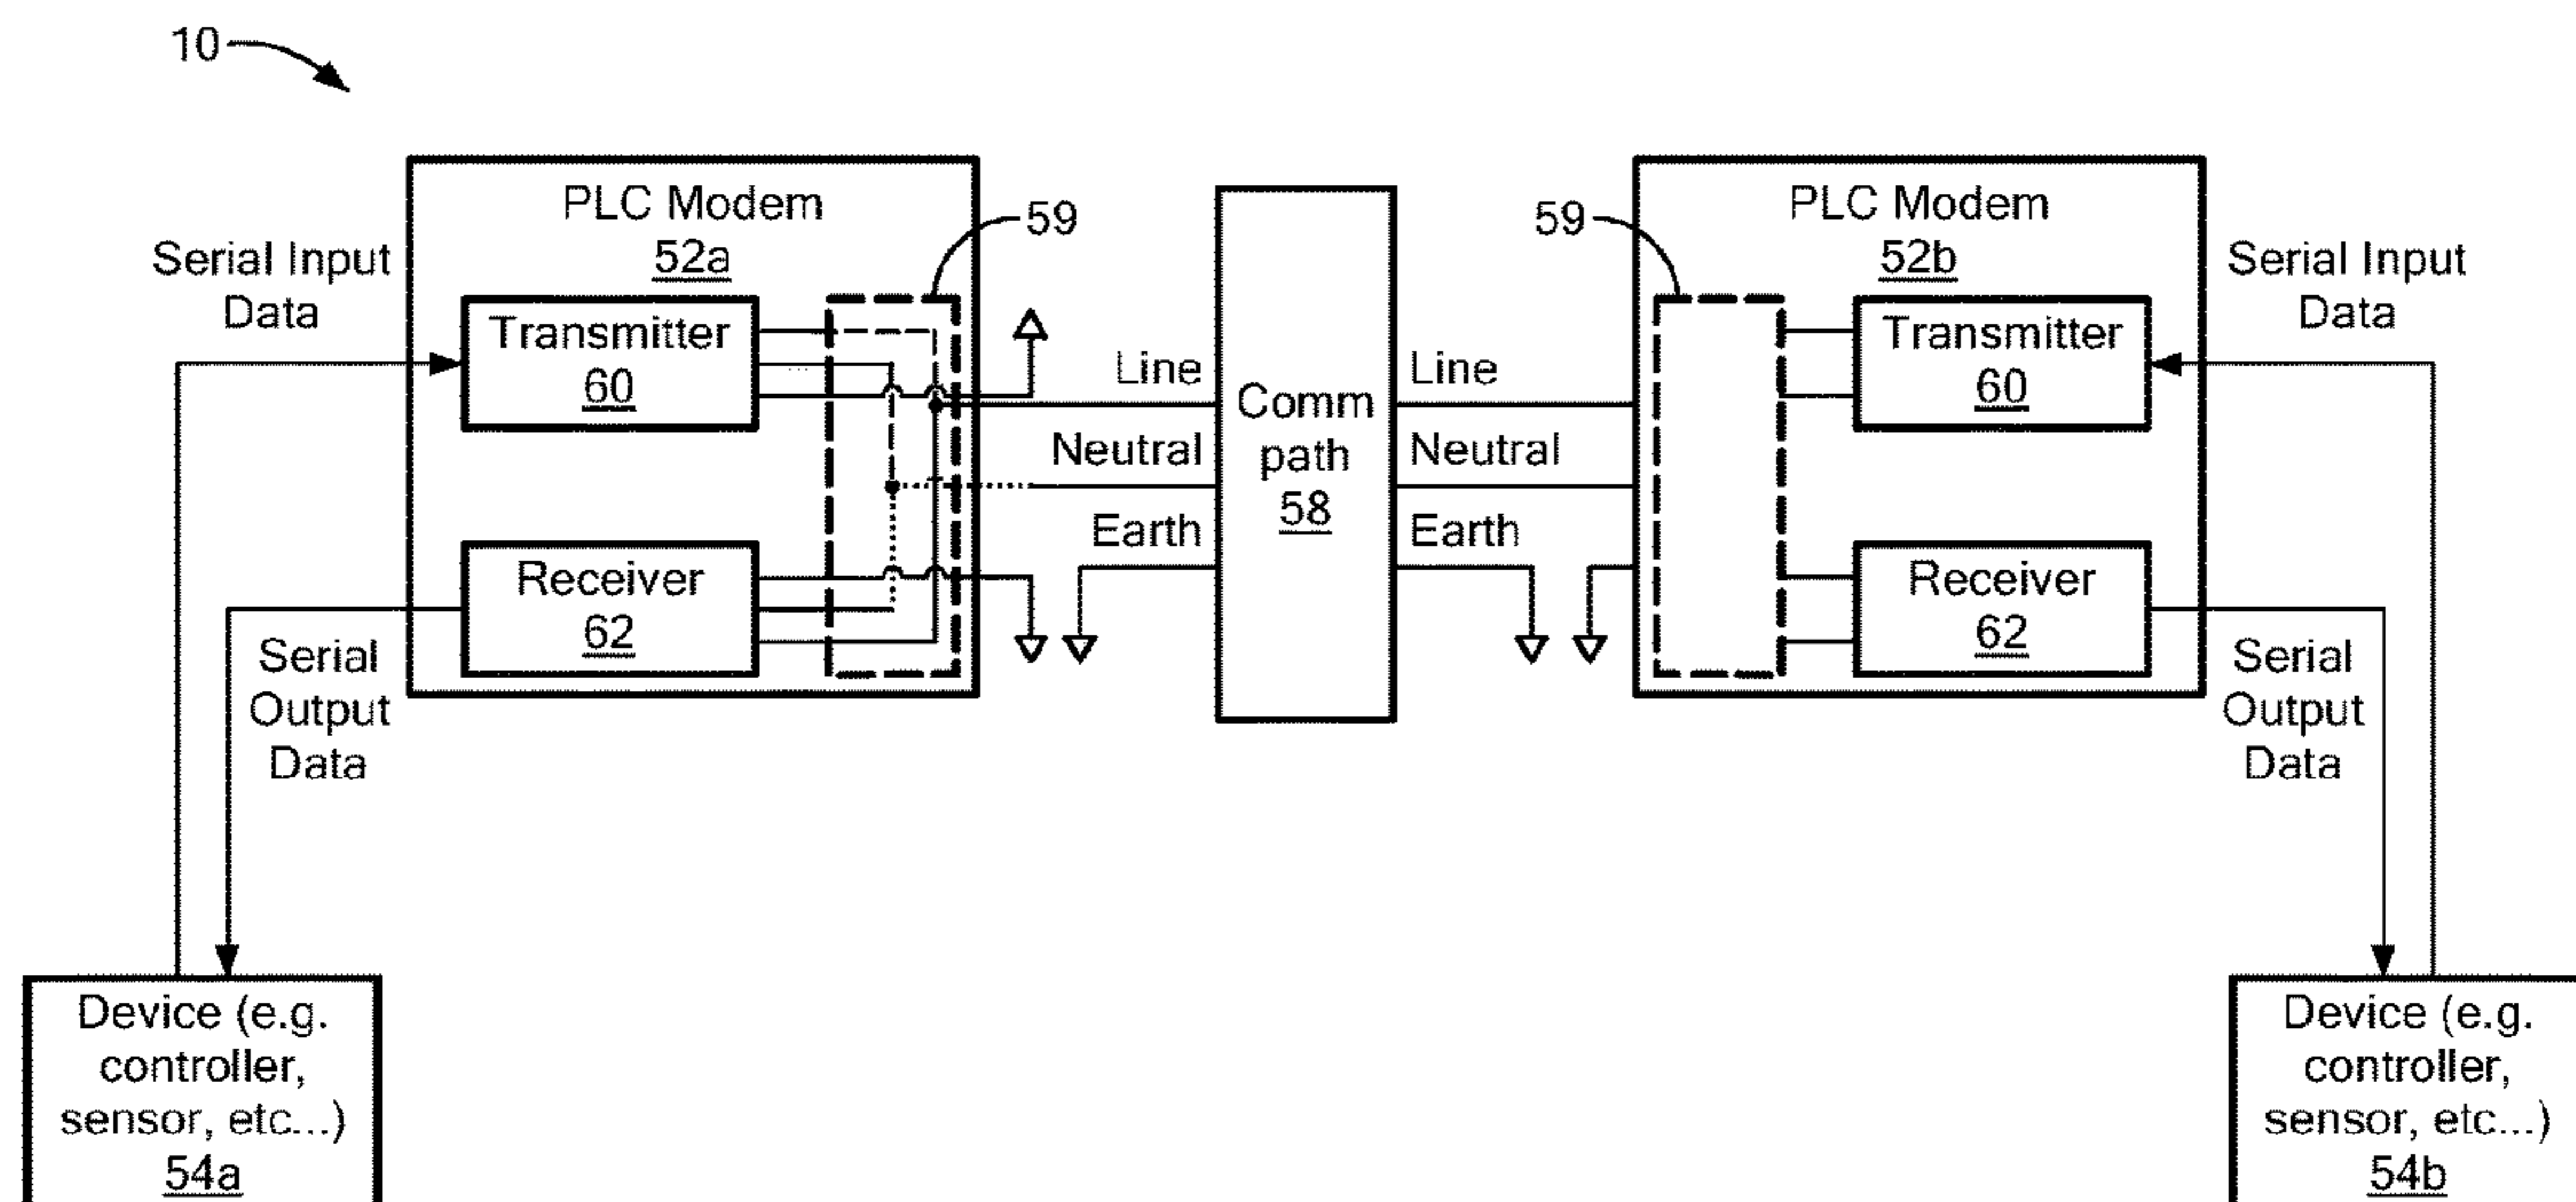 10
PLC Modem
52a
59
59
PLC Modem
52b
Serial Input
Data
Serial Input
Data
Transmitter
60
Transmitter
60
Line
Line
Comm
path
58
Neutral
Neutral
Earth
Earth
Receiver
62
Receiver
62
Serial
Output
Data
Serial
Output
Data
Device (e.g.
controller,
sensor, etc...)
54a
Device (e.g.
controller,
sensor, etc...)
54b